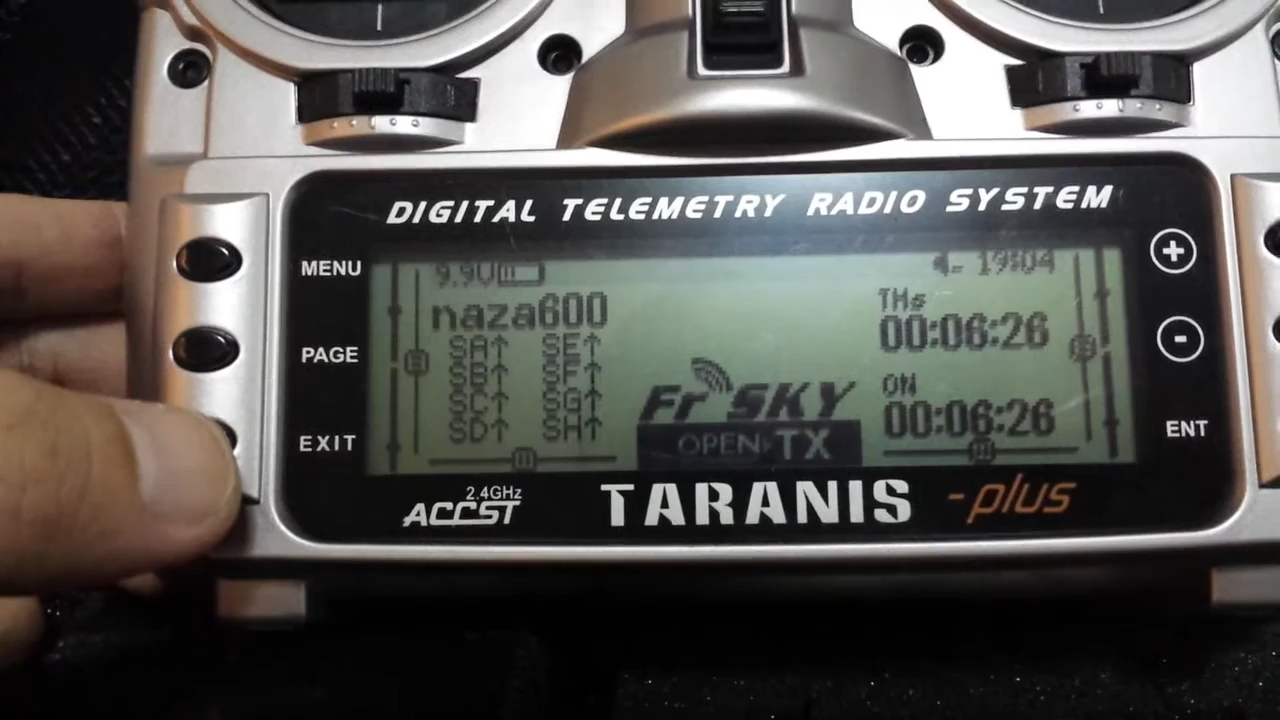 DIGITAL TELEMETRY RADIO SYSTEM
MENU
PAGE
EXIT
9.9V
19:04
naza600
SA↑ SE↑
SB↑ SF↑
SC↑ SG↑
SD↑ SH↑
FrSKY
OPEN TX
THs
00:06:26
ON
00:06:26
+
-
ENT
2.4GHz
ACCST
TARANIS -plus